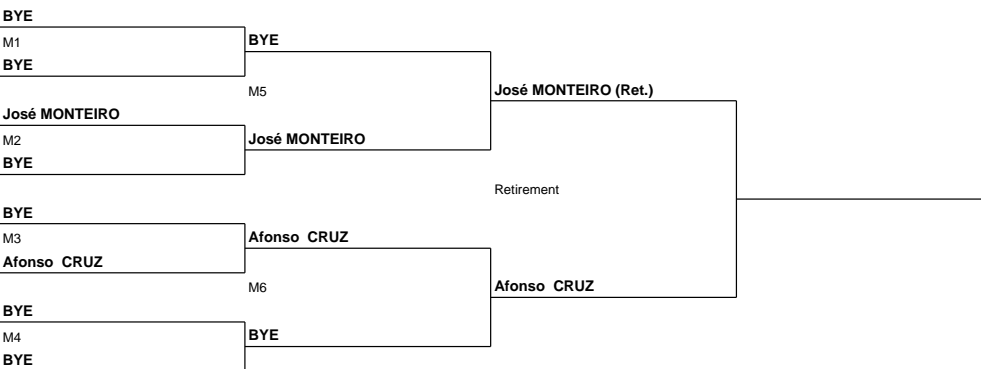 BYE
M1
BYE
BYE
M5
José MONTEIRO (Ret.)
José MONTEIRO
M2
José MONTEIRO
BYE
Retirement
BYE
M3
Afonso CRUZ
Afonso CRUZ
M6
Afonso CRUZ
BYE
M4
BYE
BYE